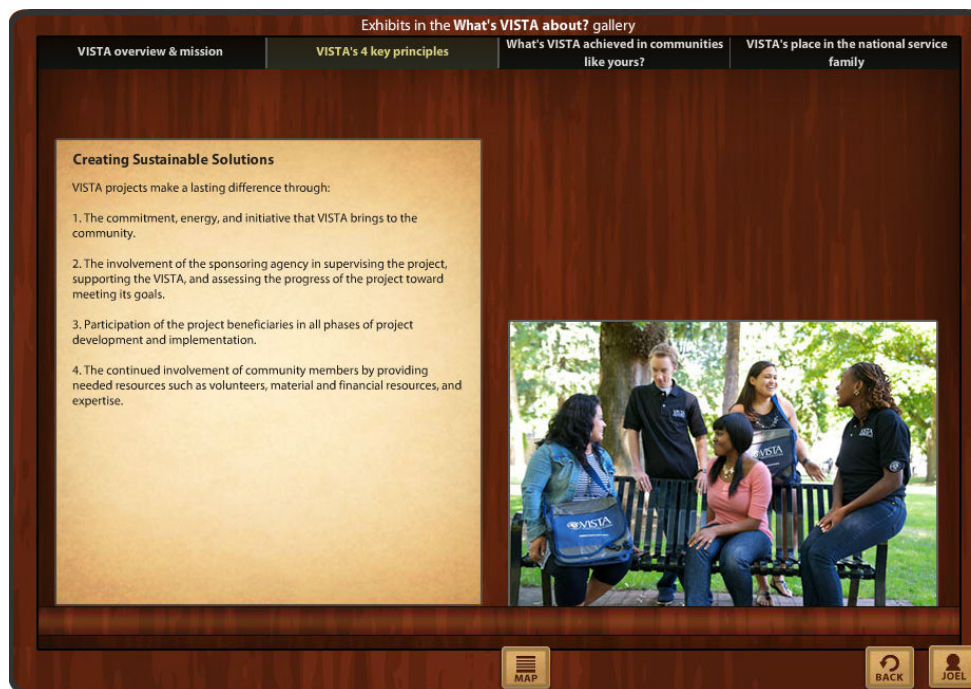 Exhibits in the What's VISTA about? gallery
VISTA overview & mission
VISTA's 4 key principles
What's VISTA achieved in communities
like yours?
VISTA's place in the national service
family
Creating Sustainable Solutions
VISTA projects make a lasting difference through:
1. The commitment, energy, and initiative that VISTA brings to the
community.
2. The involvement of the sponsoring agency in supervising the project,
supporting the VISTA, and assessing the progress of the project toward
meeting its goals.
3. Participation of the project beneficiaries in all phases of project
development and implementation.
4. The continued involvement of community members by providing
needed resources such as volunteers, material and financial resources, and
expertise.
VISTA
VISTA
VISTA
MAP
BACK
JOEL